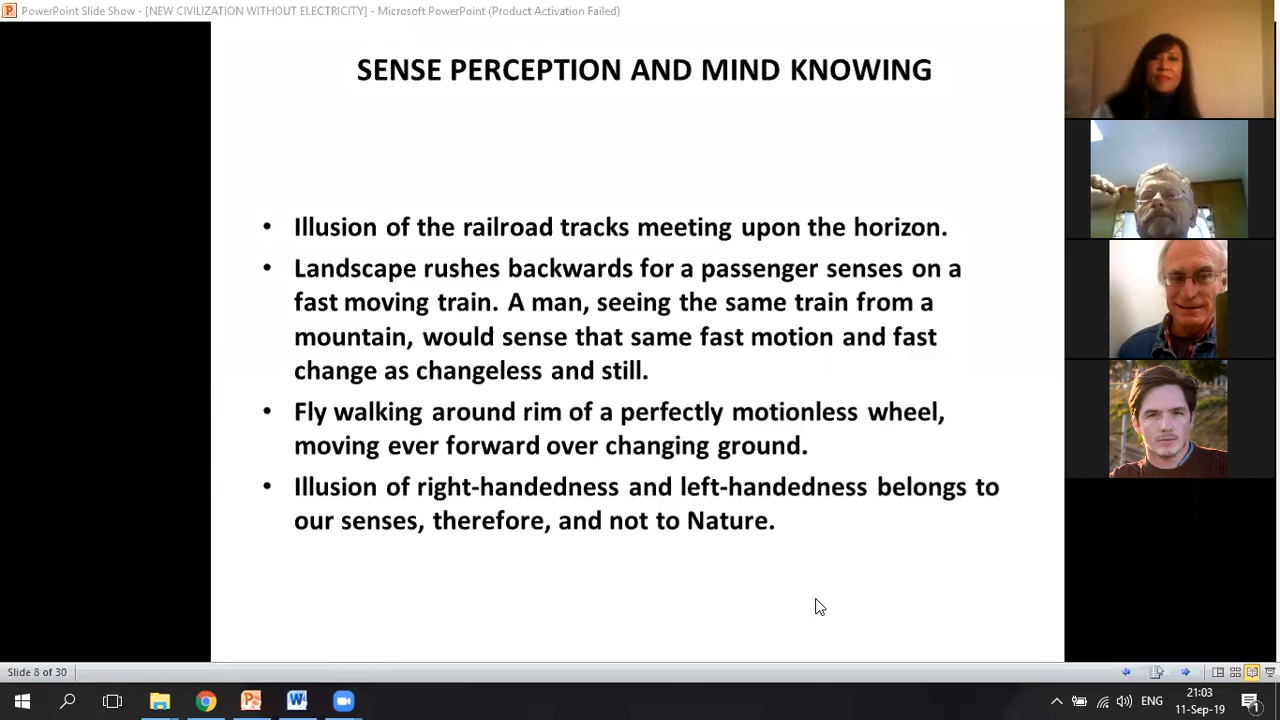 PowerPoint Slide Show - [NEW CIVILIZATION WITHOUT ELECTRICITY] - Microsoft PowerPoint (Product Activation Failed)
SENSE PERCEPTION AND MIND KNOWING
• Illusion of the railroad tracks meeting upon the horizon.
• Landscape rushes backwards for a passenger senses on a
fast moving train. A man, seeing the same train from a
mountain, would sense that same fast motion and fast
change as changeless and still.
• Fly walking around rim of a perfectly motionless wheel,
moving ever forward over changing ground.
• Illusion of right-handedness and left-handedness belongs to
our senses, therefore, and not to Nature.
Slide 8 of 30
ENG
21:03
11-Sep-19
1